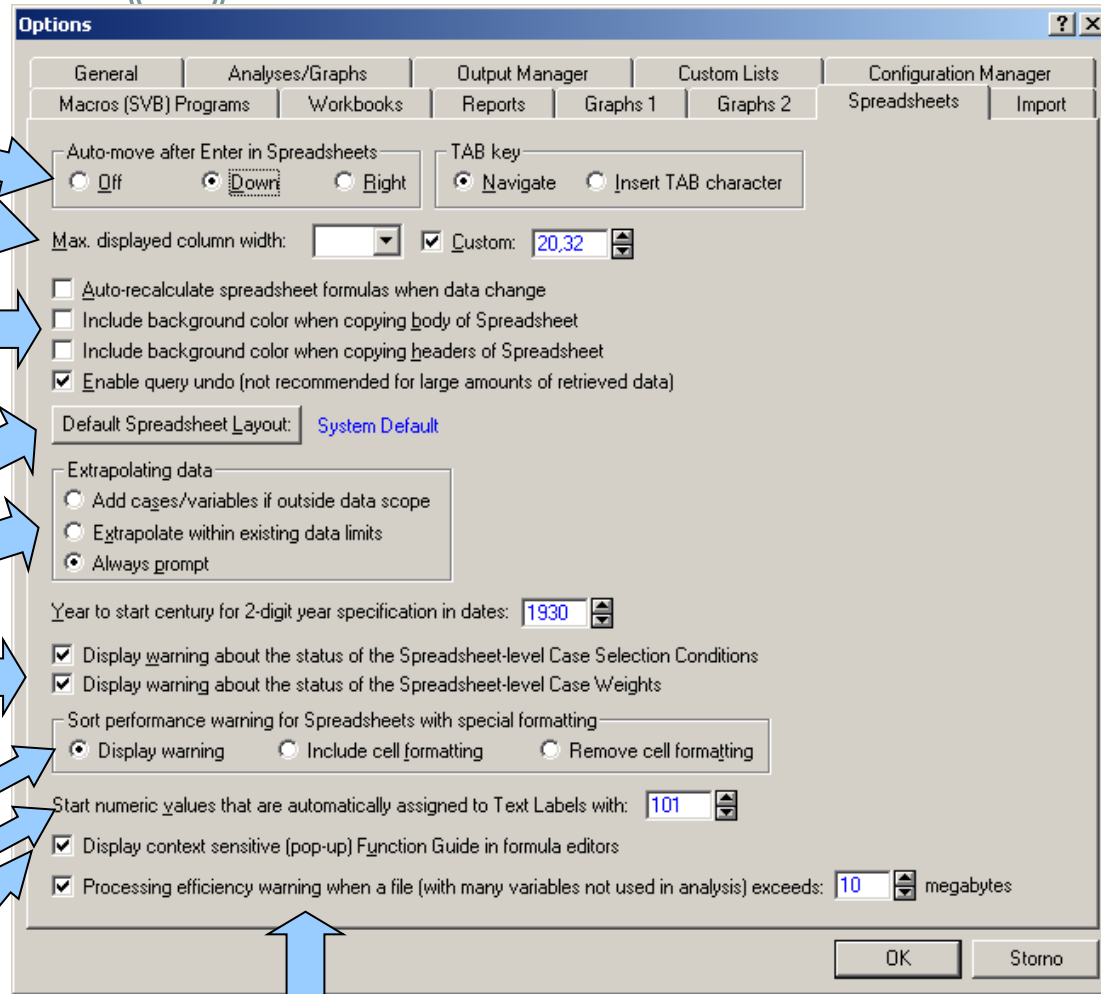 Options
General Analyses/Graphs Output Manager Custom Lists Configuration Manager
Macros (SVB) Programs Workbooks Reports Graphs 1 Graphs 2 Spreadsheets Import
Auto-move after Enter in Spreadsheets TAB key
Off Down Right Navigate Insert TAB character
Max. displayed column width: Custom: 20,32
Auto-recalculate spreadsheet formulas when data change
Include background color when copying body of Spreadsheet
Include background color when copying headers of Spreadsheet
Enable query undo (not recommended for large amounts of retrieved data)
Default Spreadsheet Layout: System Default
Extrapolating data
Add cases/variables if outside data scope
Extrapolate within existing data limits
Always prompt
Year to start century for 2-digit year specification in dates: 1930
Display warning about the status of the Spreadsheet-level Case Selection Conditions
Display warning about the status of the Spreadsheet-level Case Weights
Sort performance warning for Spreadsheets with special formatting
Display warning Include cell formatting Remove cell formatting
Start numeric values that are automatically assigned to Text Labels with: 101
Display context sensitive (pop-up) Function Guide in formula editors
Processing efficiency warning when a file (with many variables not used in analysis) exceeds: 10 megabytes
OK Storno